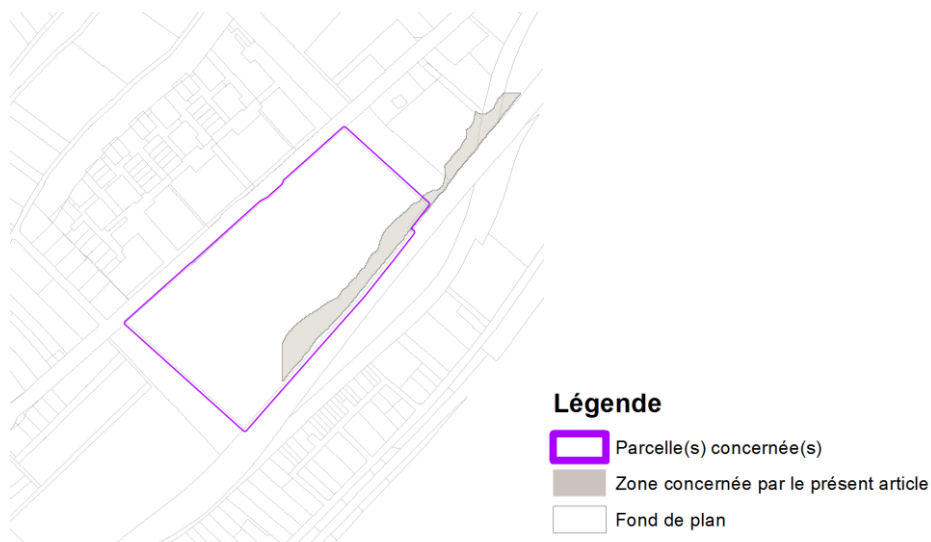 Légende
Parcelle(s) concernée(s)
Zone concernée par le présent article
Fond de plan